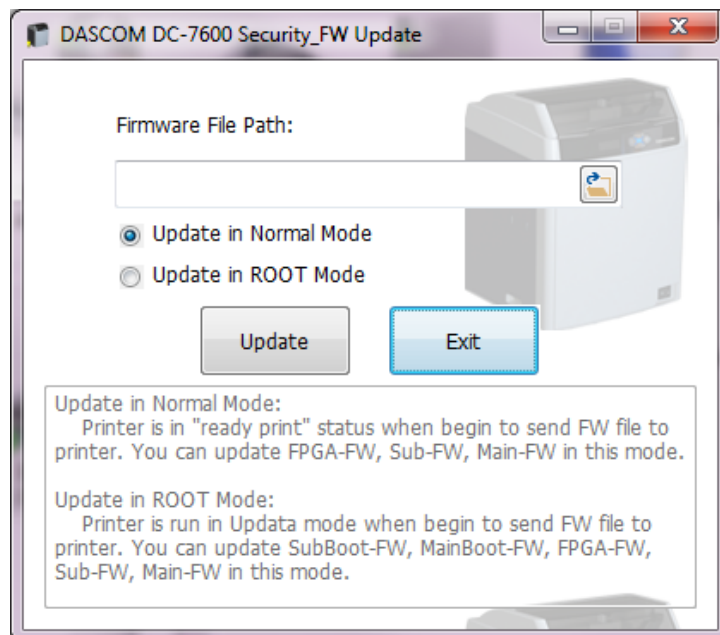 DASCOM DC-7600 Security_FW Update
Firmware File Path:
Update in Normal Mode
Update in ROOT Mode
Update
Exit
Update in Normal Mode:
Printer is in "ready print" status when begin to send FW file to
printer. You can update FPGA-FW, Sub-FW, Main-FW in this mode.
Update in ROOT Mode:
Printer is run in Updata mode when begin to send FW file to
printer. You can update SubBoot-FW, MainBoot-FW, FPGA-FW,
Sub-FW, Main-FW in this mode.